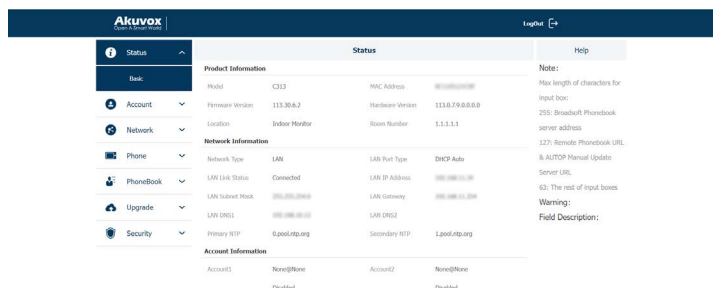 Akuvox
Open A Smart World
LogOut
Status
Basic
Account
Network
Phone
PhoneBook
Upgrade
Security
Status
Product Information
Model C313 MAC Address
Firmware Version 113.30.6.2 Hardware Version 113.0.7.9.0.0.0.0
Location Indoor Monitor Room Number 1.1.1.1.1
Network Information
Network Type LAN LAN Port Type DHCP Auto
LAN Link Status Connected LAN IP Address
LAN Subnet Mask LAN Gateway
LAN DNS1 LAN DNS2
Primary NTP 0.pool.ntp.org Secondary NTP 1.pool.ntp.org
Account Information
Account1 None@None Account2 None@None
Disabled Disabled
Help
Note:
Max length of characters for
input box:
255: Broadsoft Phonebook
server address
127: Remote Phonebook URL
& AUTOP Manual Update
Server URL
63: The rest of input boxes
Warning:
Field Description: